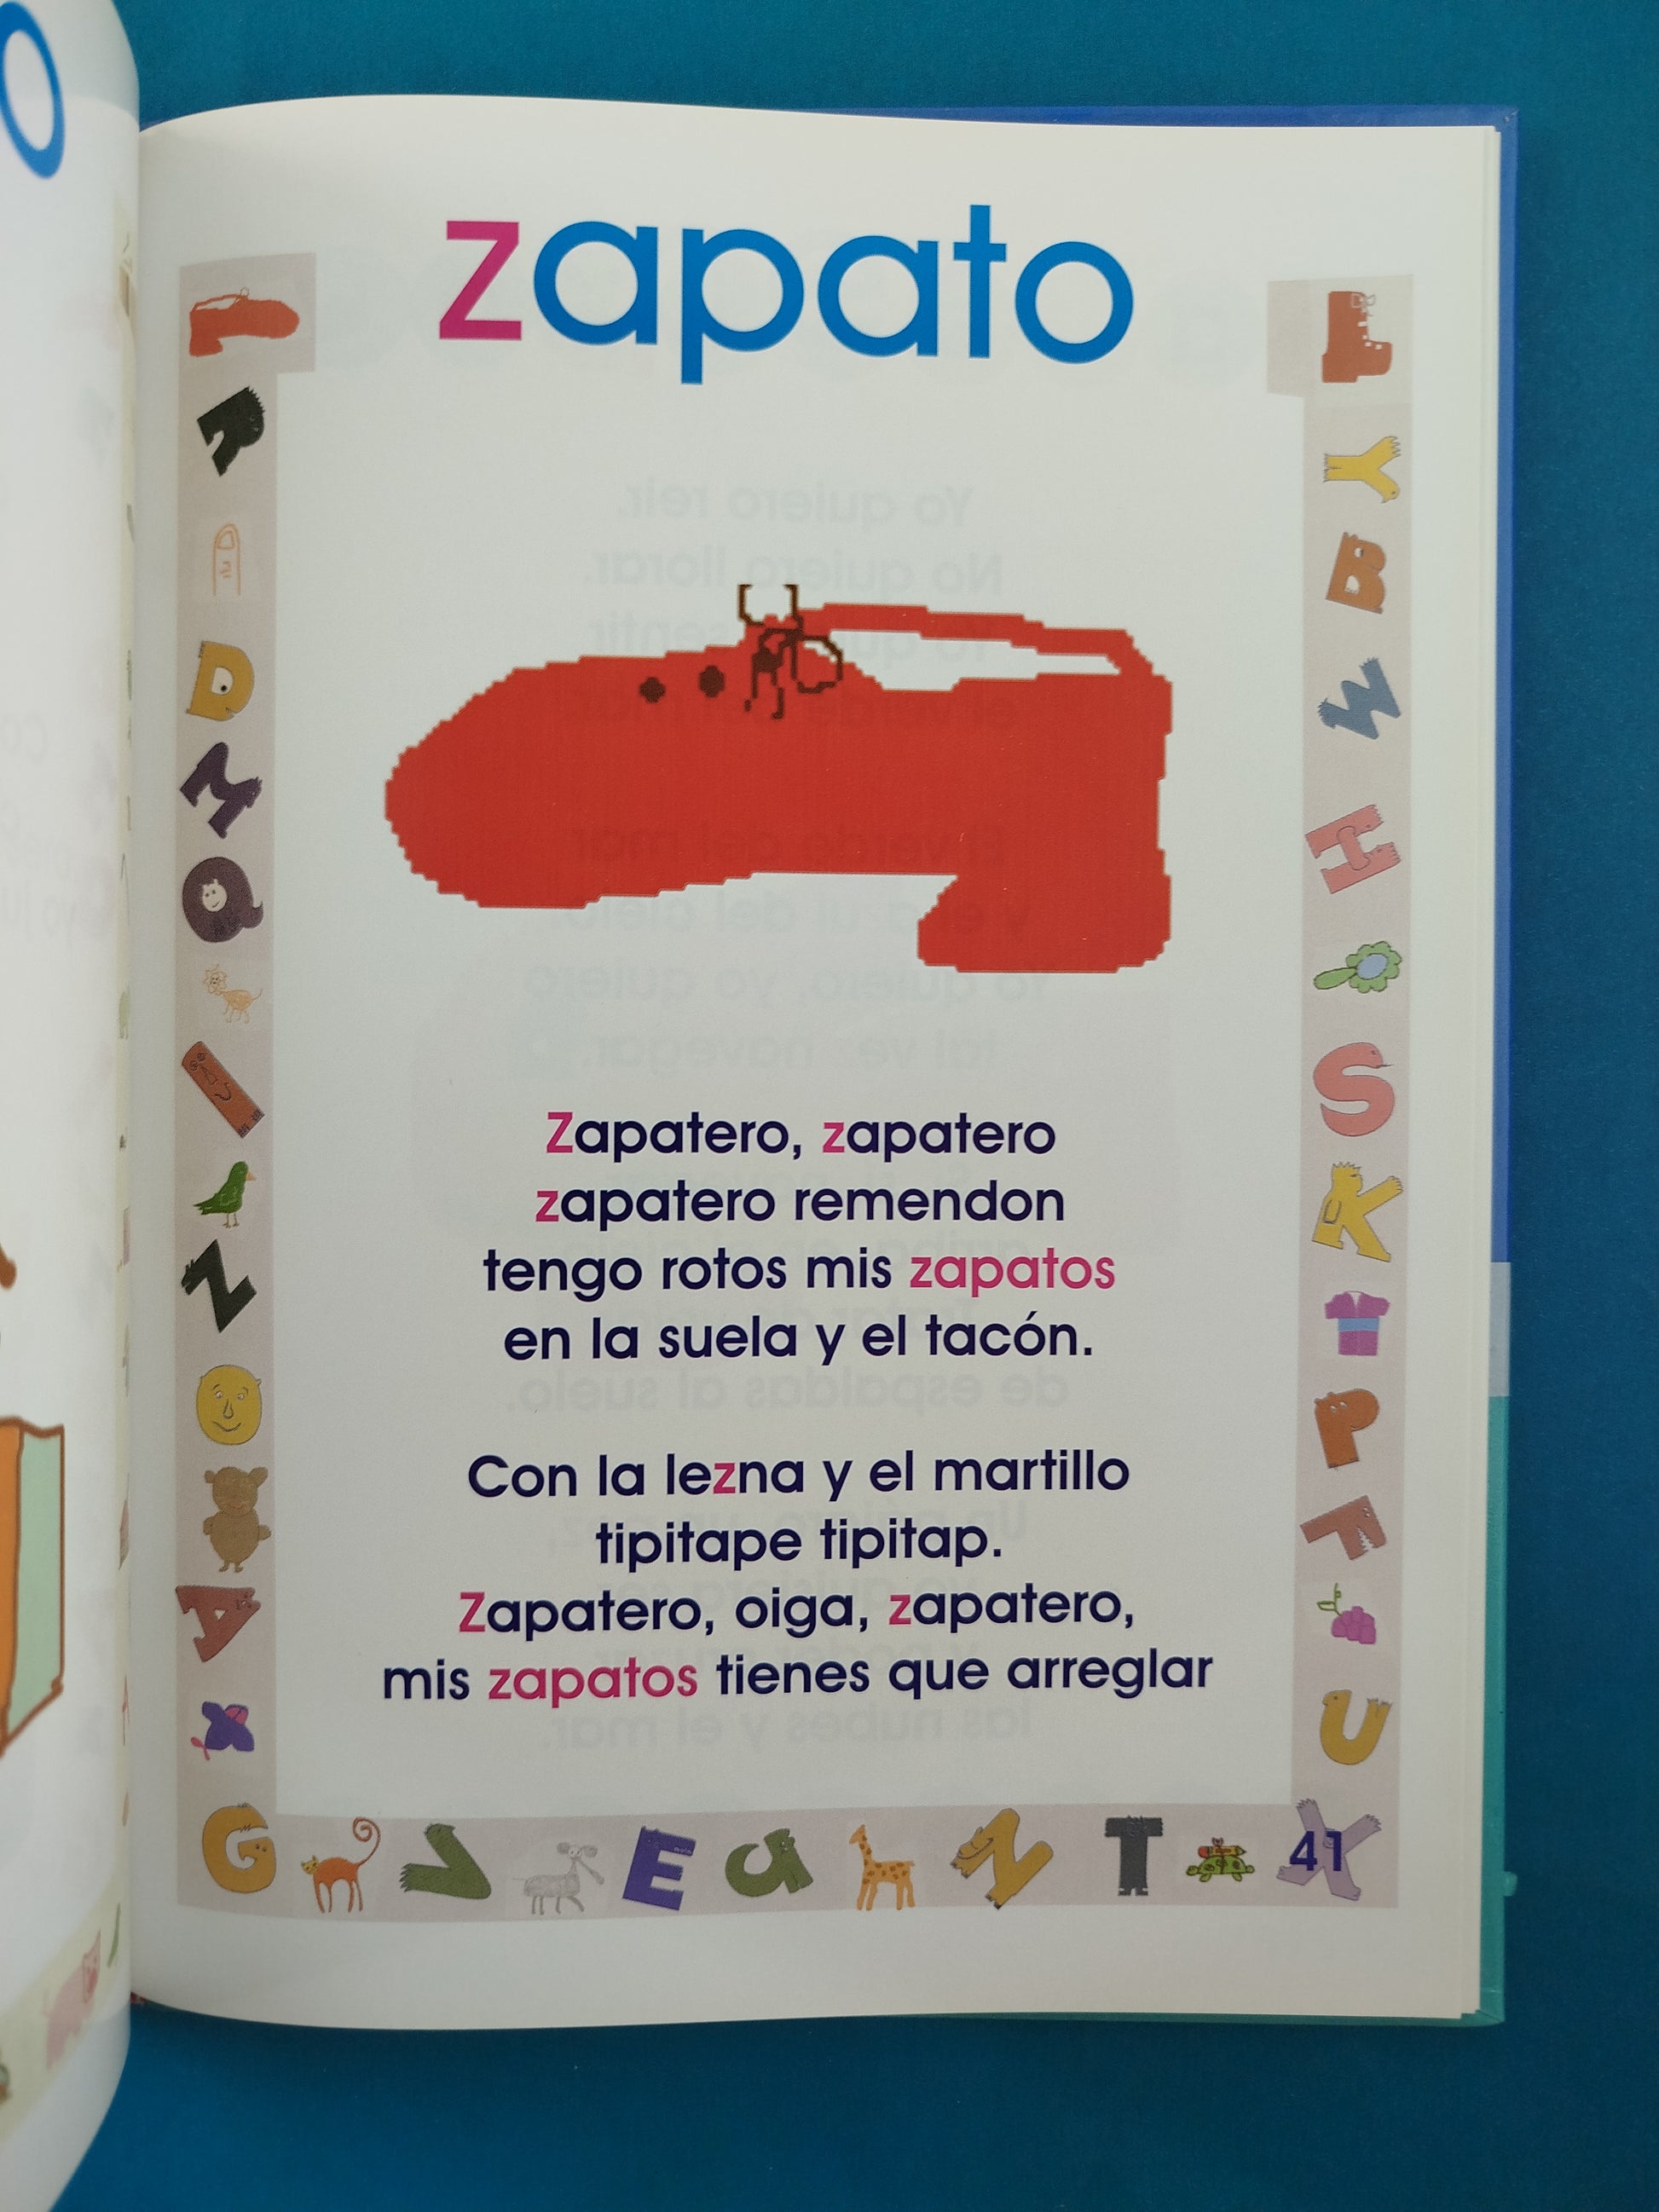 zapato
Zapatero, zapatero
zapatero remendon
tengo rotos mis zapatos
en la suela y el tacón.
Con la lezna y el martillo
tipitape tipitap.
Zapatero, oiga, zapatero,
mis zapatos tienes que arreglar
41